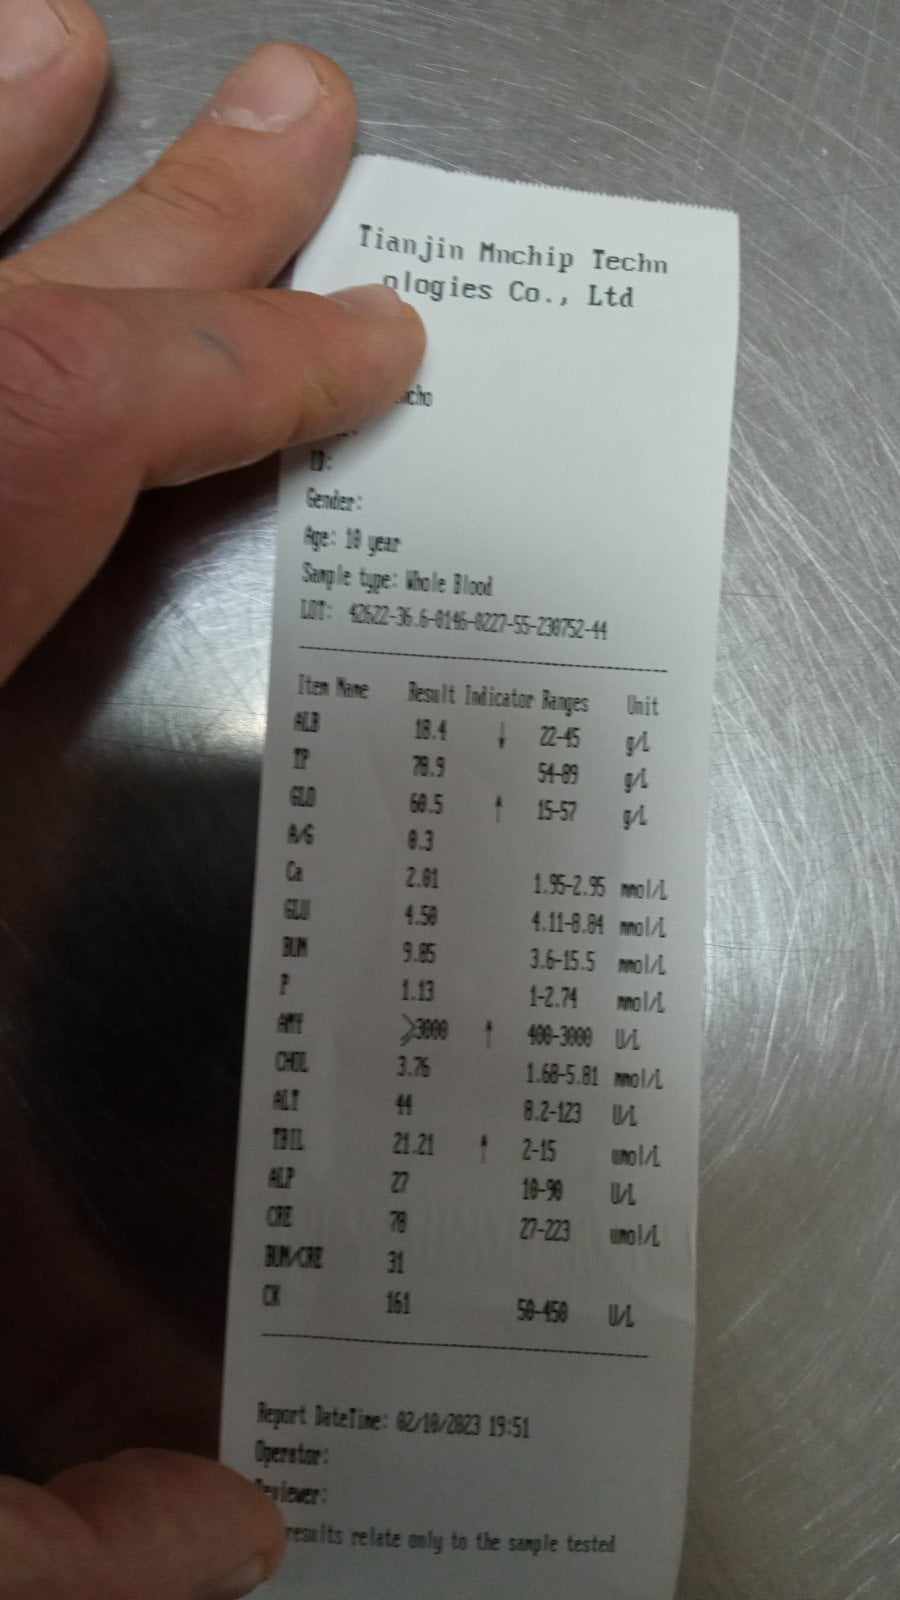 Tianjin Mnchip Techn
ologies Co., Ltd
ncho
ID:
Gender:
Age: 10 year
Sample type: Whole Blood
LOT: 42622-36.6-0146-0227-55-230752-44
Item Name Result Indicator Ranges Unit
ALB 18.4 ↓ 22-45 g/L
TP 78.9 54-89 g/L
GLO 60.5 ↑ 15-57 g/L
A/G 0.3
Ca 2.01 1.95-2.95 mmol/L
GLU 4.50 4.11-8.84 mmol/L
BUN 9.05 3.6-15.5 mmol/L
P 1.13 1-2.74 mmol/L
AMY >3000 ↑ 400-3000 U/L
CHOL 3.76 1.68-5.81 mmol/L
ALT 44 8.2-123 U/L
TBIL 21.21 ↑ 2-15 umol/L
ALP 27 10-90 U/L
CRE 78 27-223 umol/L
BUN/CRE 31
CK 161 50-450 U/L
Report DateTime: 02/10/2023 19:51
Operator:
Reviewer:
results relate only to the sample tested